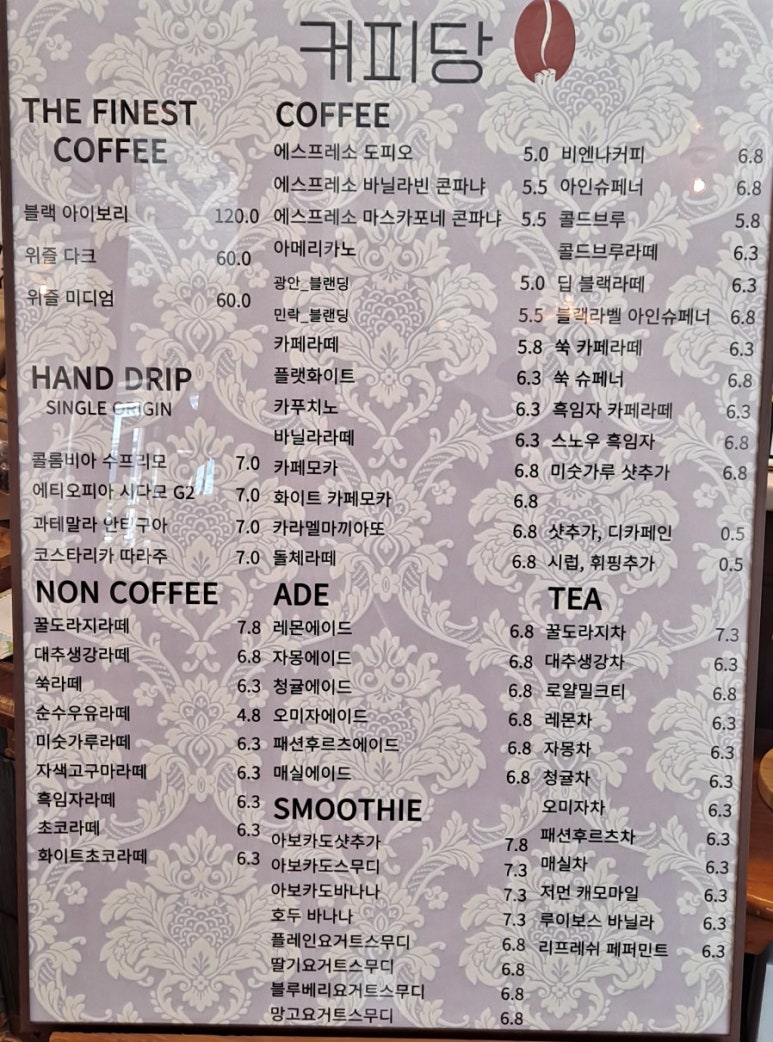 커피당
THE FINEST
COFFEE
블랙 아이보리 120.0
위즐 다크 60.0
위즐 미디엄 60.0
HAND DRIP
SINGLE ORIGIN
콜롬비아 수프리모 7.0
에티오피아 시다모 G2 7.0
과테말라 안티구아 7.0
코스타리카 따라주 7.0
NON COFFEE
꿀도라지라떼 7.8
대추생강라떼 6.8
쑥라떼 6.3
순수우유라떼 4.8
미숫가루라떼 6.3
자색고구마라떼 6.3
흑임자라떼 6.3
초코라떼 6.3
화이트초코라떼 6.3
COFFEE
에스프레소 도피오 5.0
에스프레소 바닐라빈 콘파냐 5.5
에스프레소 마스카포네 콘파냐 5.5
아메리카노
광안_블랜딩 5.0
민락_블랜딩 5.5
카페라떼 5.8
플랫화이트 6.3
카푸치노 6.3
바닐라라떼 6.3
카페모카 6.8
화이트 카페모카 6.8
카라멜마끼아또 6.8
돌체라떼 6.8
비엔나커피 6.8
아인슈페너 6.8
콜드브루 5.8
콜드브루라떼 6.3
딥 블랙라떼 6.3
블랙라벨 아인슈페너 6.8
쑥 카페라떼 6.3
쑥 슈페너 6.8
흑임자 카페라떼 6.3
스노우 흑임자 6.8
미숫가루 샷추가 6.8
샷추가, 디카페인 0.5
시럽, 휘핑추가 0.5
ADE
레몬에이드 6.8
자몽에이드 6.8
청귤에이드 6.8
오미자에이드 6.8
패션후르츠에이드 6.8
매실에이드 6.8
SMOOTHIE
아보카도샷추가 7.8
아보카도스무디 7.3
아보카도바나나 7.3
호두 바나나 7.3
플레인요거트스무디 6.8
딸기요거트스무디 6.8
블루베리요거트스무디 6.8
망고요거트스무디 6.8
TEA
꿀도라지차 7.3
대추생강차 6.3
로얄밀크티 6.8
레몬차 6.3
자몽차 6.3
청귤차 6.3
오미자차 6.3
패션후르츠차 6.3
매실차 6.3
저먼 캐모마일 6.3
루이보스 바닐라 6.3
리프레쉬 페퍼민트 6.3